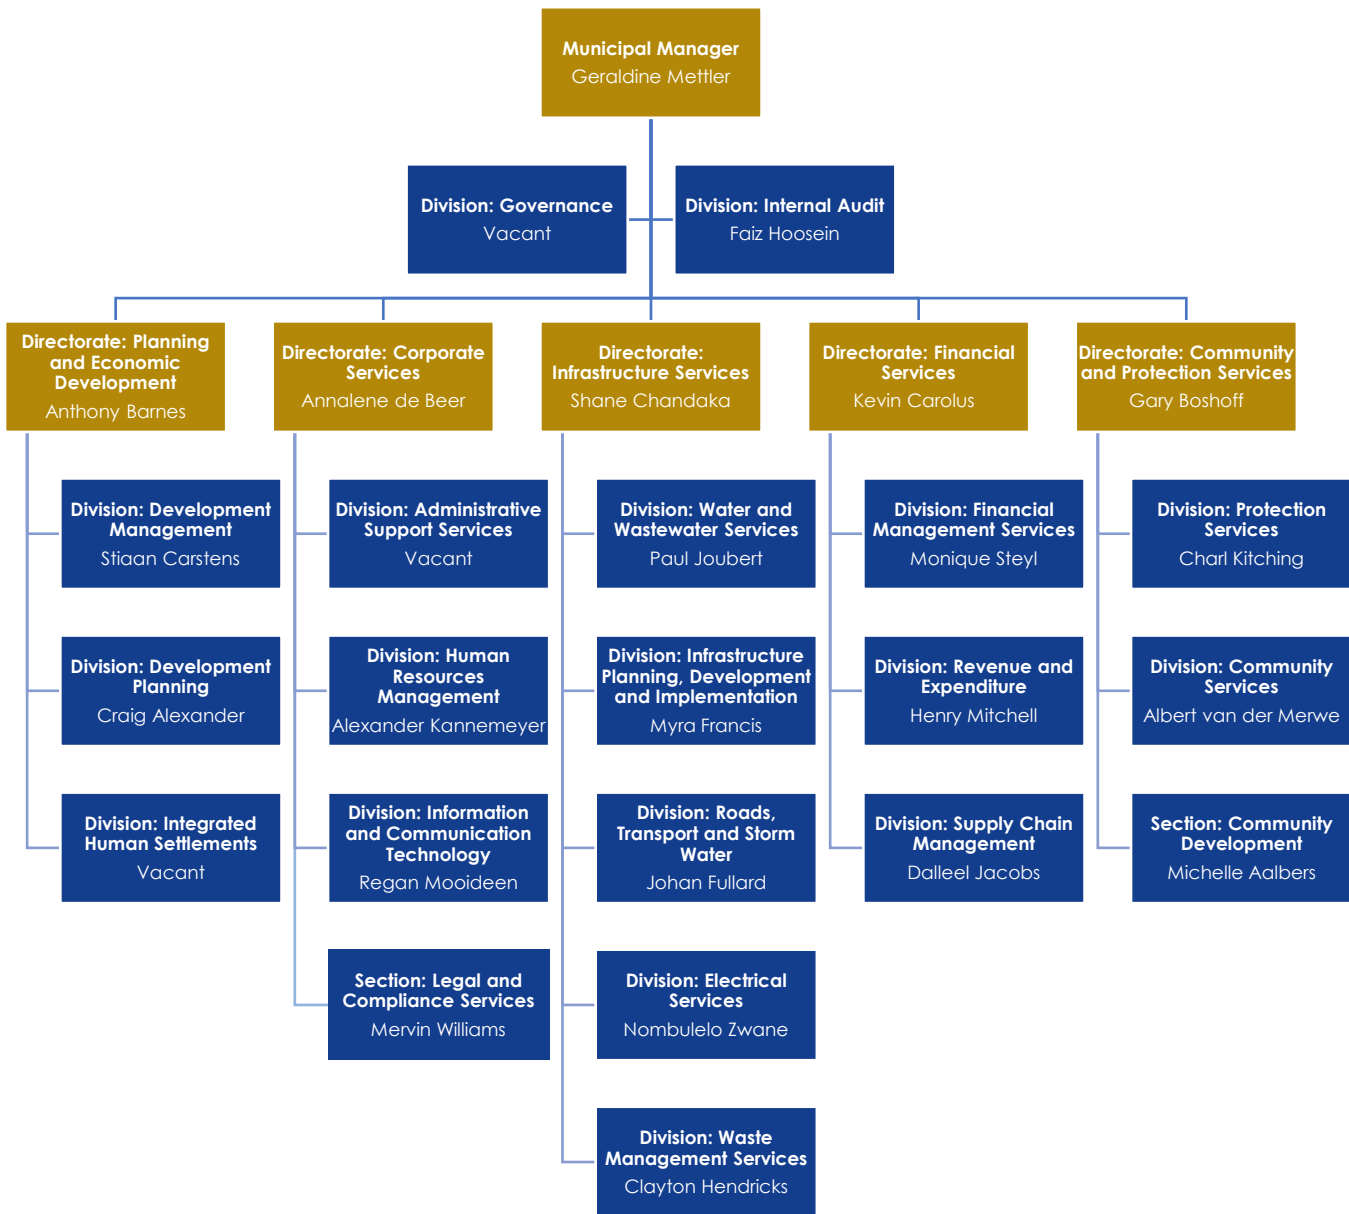 Municipal Manager
Geraldine Mettler
Division: Governance
Vacant
Division: Internal Audit
Faiz Hoosein
Directorate: Planning
and Economic
Development
Anthony Barnes
Directorate: Corporate
Services
Annalene de Beer
Directorate:
Infrastructure Services
Shane Chandaka
Directorate: Financial
Services
Kevin Carolus
Directorate: Community
and Protection Services
Gary Boshoff
Division: Development
Management
Stiaan Carstens
Division: Administrative
Support Services
Vacant
Division: Water and
Wastewater Services
Paul Joubert
Division: Financial
Management Services
Monique Steyl
Division: Protection
Services
Charl Kitching
Division: Development
Planning
Craig Alexander
Division: Human
Resources
Management
Alexander Kannemeyer
Division: Infrastructure
Planning, Development
and Implementation
Myra Francis
Division: Revenue and
Expenditure
Henry Mitchell
Division: Community
Services
Albert van der Merwe
Division: Integrated
Human Settlements
Vacant
Division: Information
and Communication
Technology
Regan Mooideen
Division: Roads,
Transport and Storm
Water
Johan Fullard
Division: Supply Chain
Management
Dalleel Jacobs
Section: Community
Development
Michelle Aalbers
Section: Legal and
Compliance Services
Mervin Williams
Division: Electrical
Services
Nombulelo Zwane
Division: Waste
Management Services
Clayton Hendricks